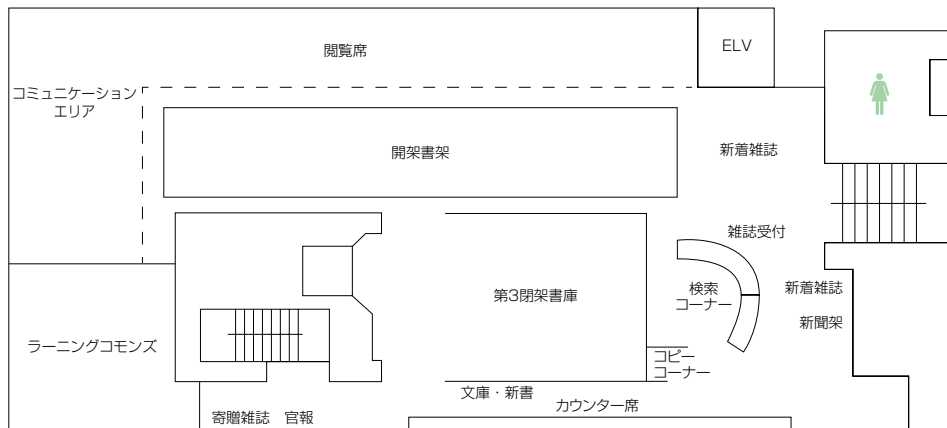 閲覧席
ELV
コミュニケーション
エリア
開架書架
新着雑誌
雑誌受付
第3閉架書庫
検索
コーナー
新着雑誌
新聞架
ラーニングコモンズ
コピー
コーナー
文庫・新書
カウンター席
寄贈雑誌　官報